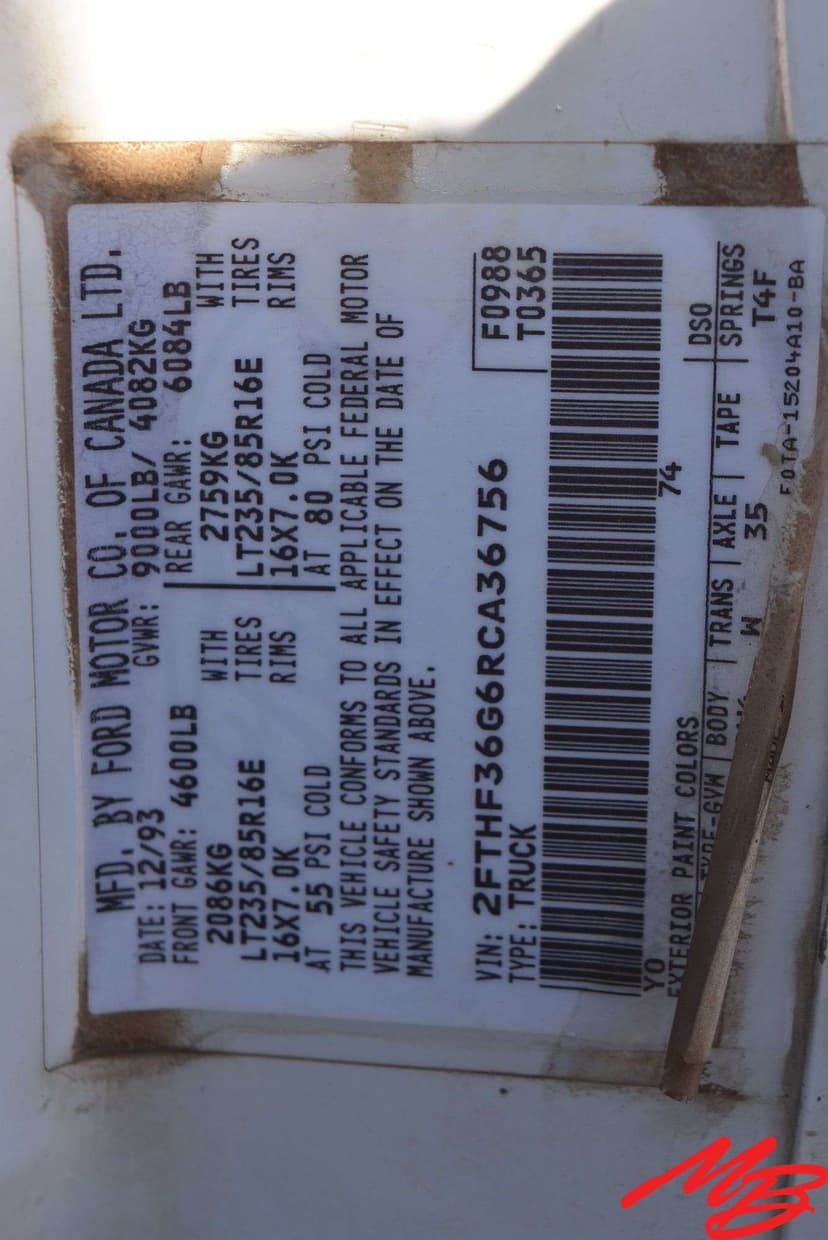 MFD. BY FORD MOTOR CO. OF CANADA LTD.
DATE: 12/93 GVWR: 9000LB/ 4082KG
FRONT GAWR: 4600LB REAR GAWR: 6084LB
2086KG WITH 2759KG WITH
LT235/85R16E TIRES LT235/85R16E TIRES
16X7.0K RIMS 16X7.0K RIMS
AT 55 PSI COLD AT 80 PSI COLD
THIS VEHICLE CONFORMS TO ALL APPLICABLE FEDERAL MOTOR
VEHICLE SAFETY STANDARDS IN EFFECT ON THE DATE OF
MANUFACTURE SHOWN ABOVE.
VIN: 2FTHF36G6RCA36756 F0988
TYPE: TRUCK T0365
YO 74
EXTERIOR PAINT COLORS DSO
TYPE-GVW BODY TRANS AXLE TAPE SPRINGS
W 35 T4F
F0TA-15204A10-BA
MB